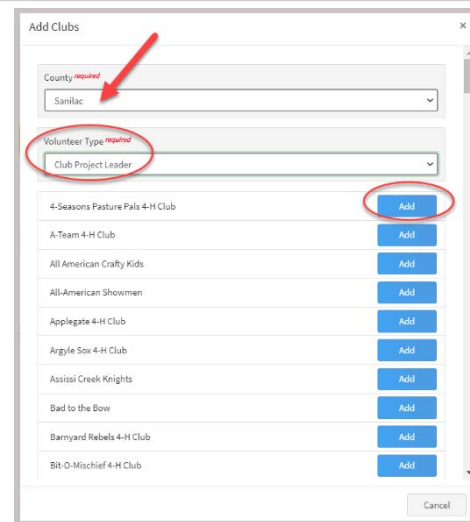 Add Clubs ×
County required
Sanilac
Volunteer Type required
Club Project Leader
4-Seasons Pasture Pals 4-H Club Add
A-Team 4-H Club Add
All American Crafty Kids Add
All-American Showmen Add
Applegate 4-H Club Add
Argyle Sox 4-H Club Add
Assissi Creek Knights Add
Bad to the Bow Add
Barnyard Rebels 4-H Club Add
Bit-O-Mischief 4-H Club Add
Cancel